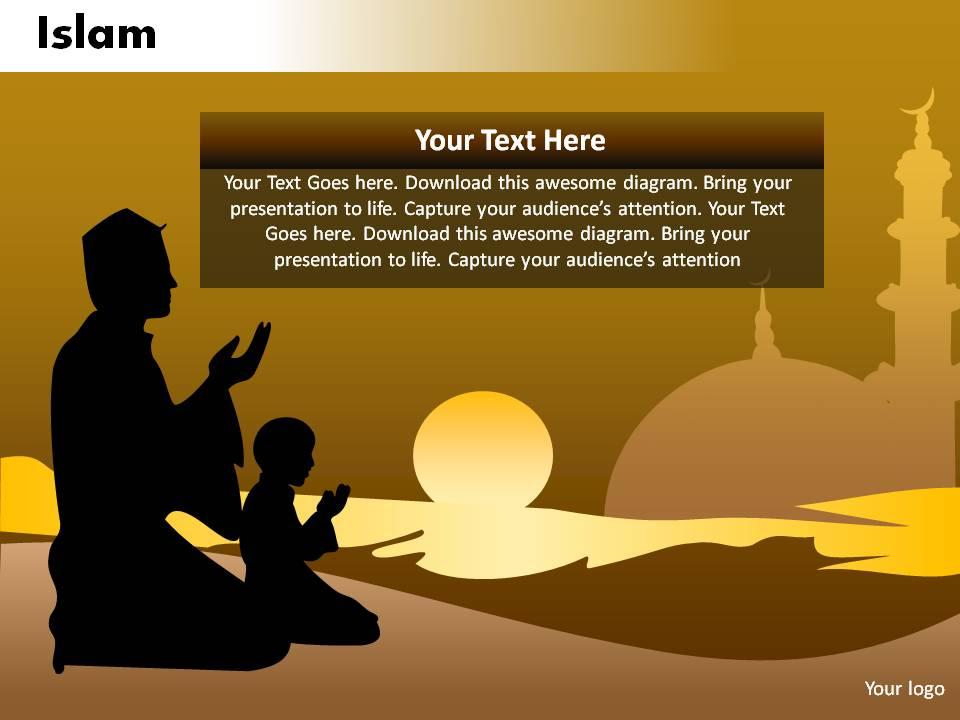 Islam
Your Text Here
Your Text Goes here. Download this awesome diagram. Bring your
presentation to life. Capture your audience’s attention. Your Text
Goes here. Download this awesome diagram. Bring your
presentation to life. Capture your audience’s attention
Your logo